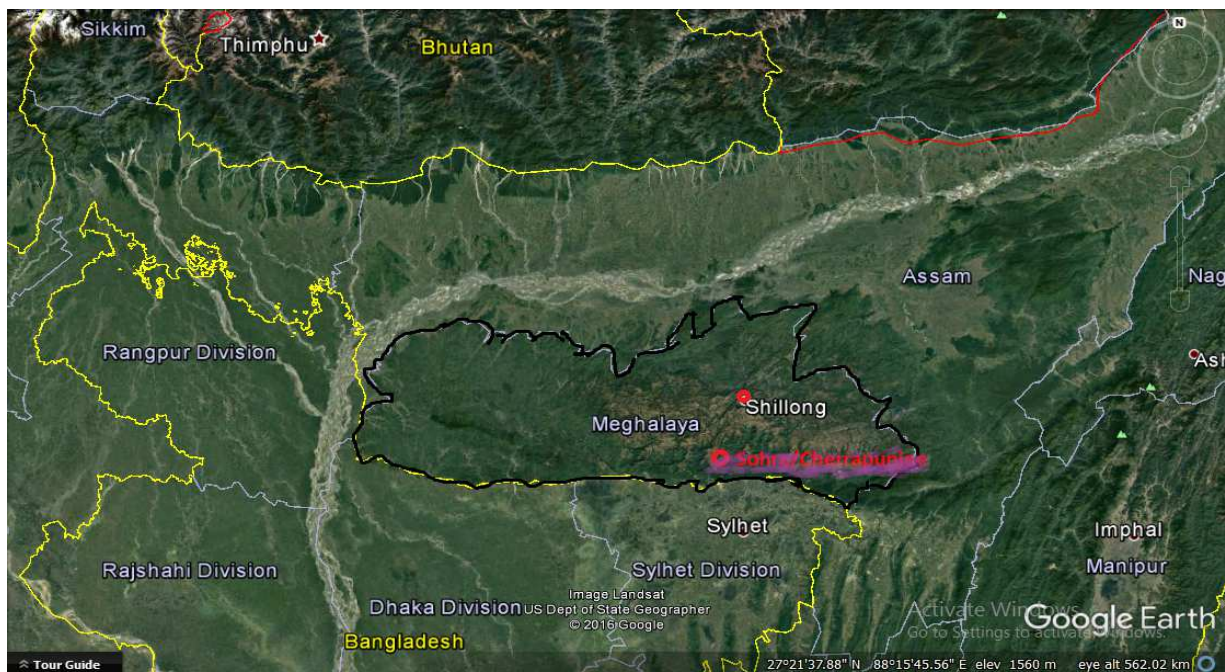 Sikkim
Thimphu
Bhutan
N
Assam
Nag
Rangpur Division
Ash
Shillong
Meghalaya
Sohra/Cherrapunjee
Sylhet
Imphal
Rajshahi Division
Sylhet Division
Manipur
Image Landsat
Dhaka Division
US Dept of State Geographer
© 2016 Google
Activate Windows
Google Earth
Go to Settings to activate Windows.
Bangladesh
Tour Guide
27°21'37.88" N 88°15'45.56" E elev 1560 m eye alt 562.02 km